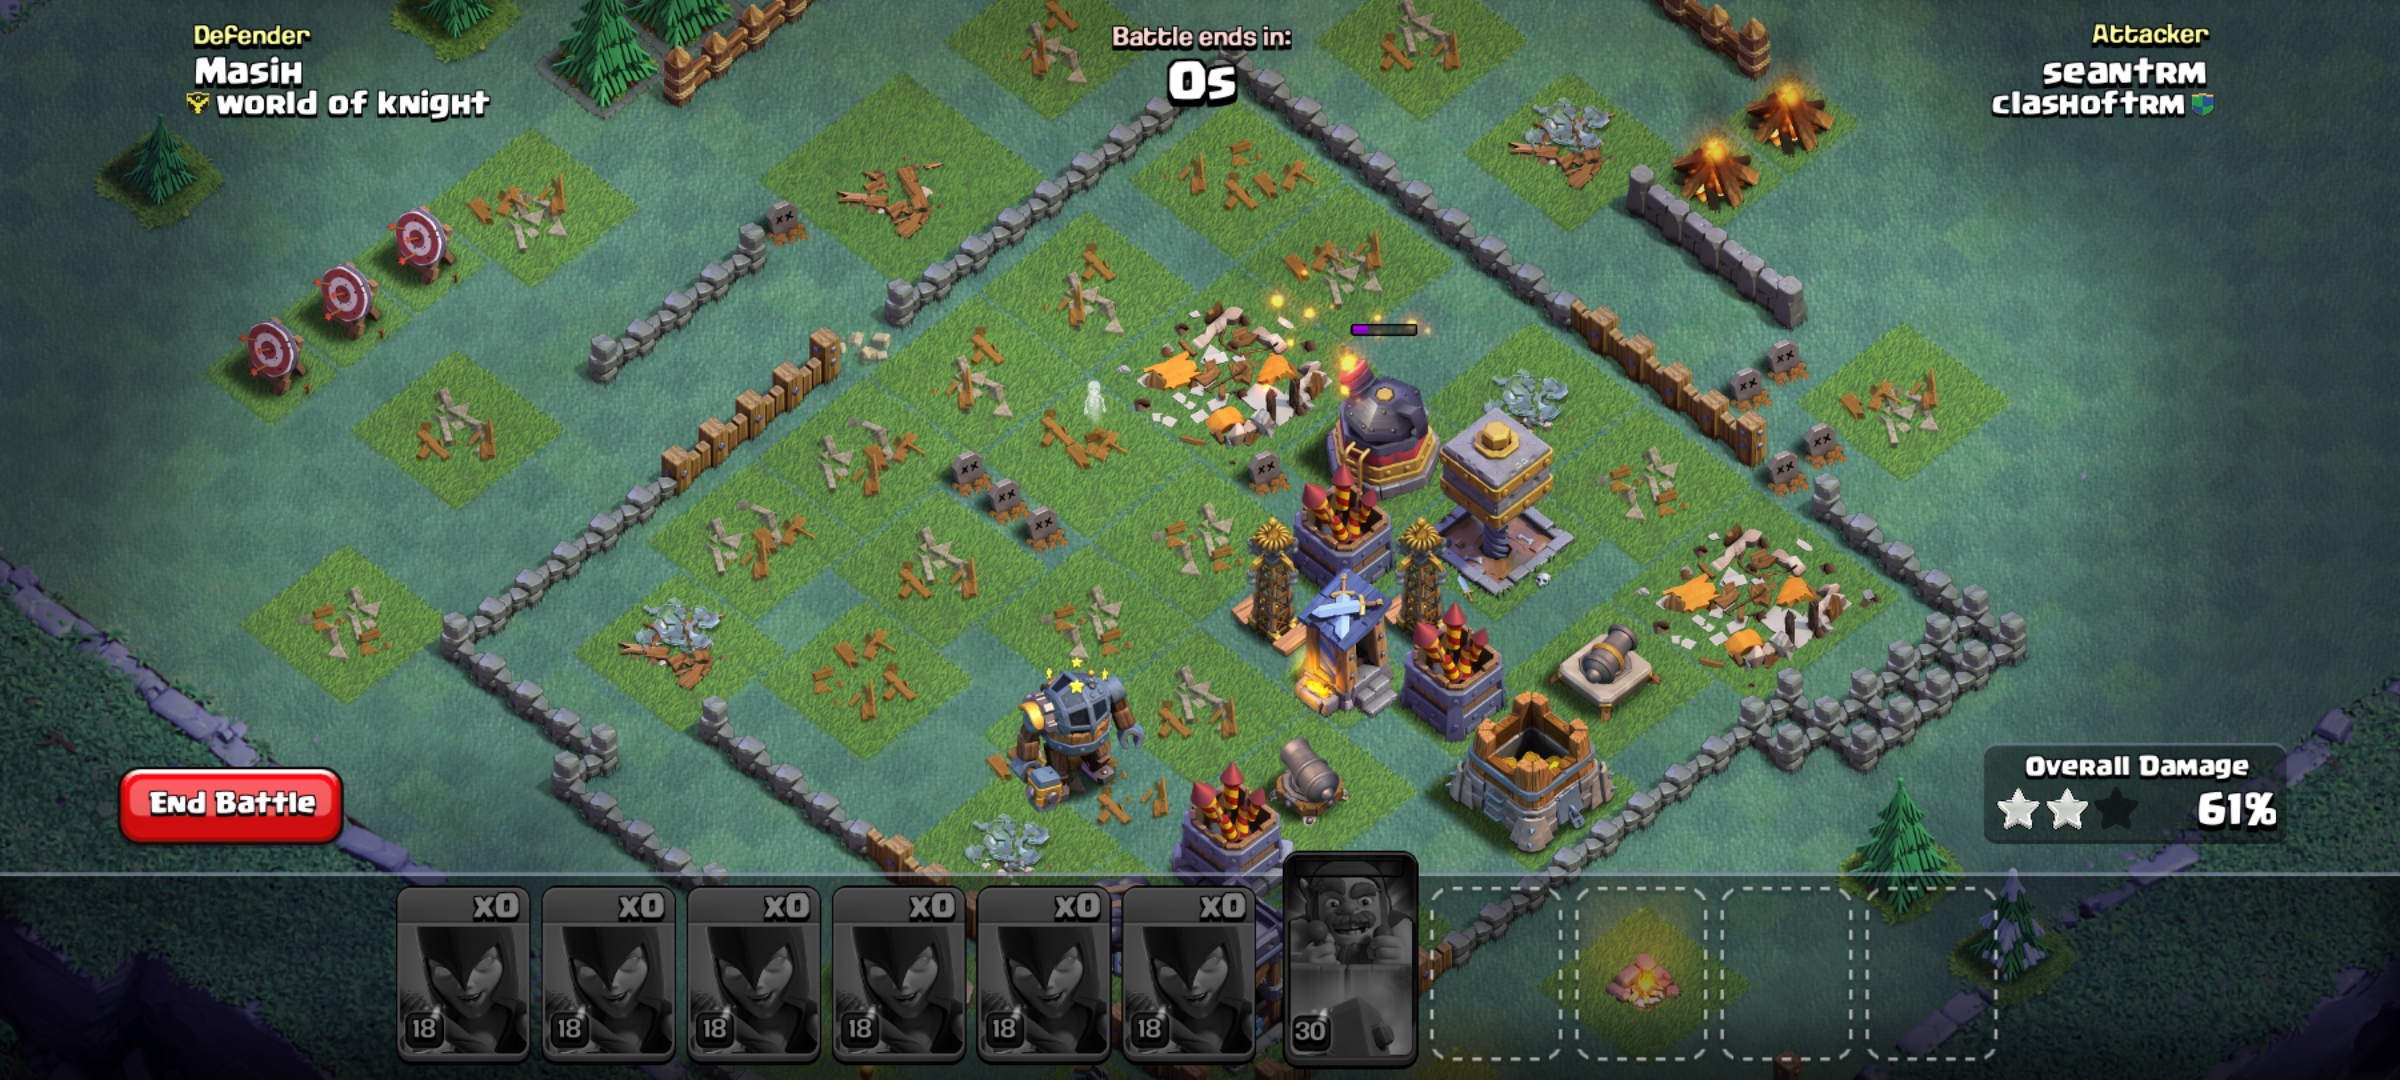 Defender
Masih
world of knight
Battle ends in:
0s
Attacker
seantRM
clashoftRM
End Battle
Overall Damage
61%
x0 x0 x0 x0 x0 x0
18 18 18 18 18 18 30